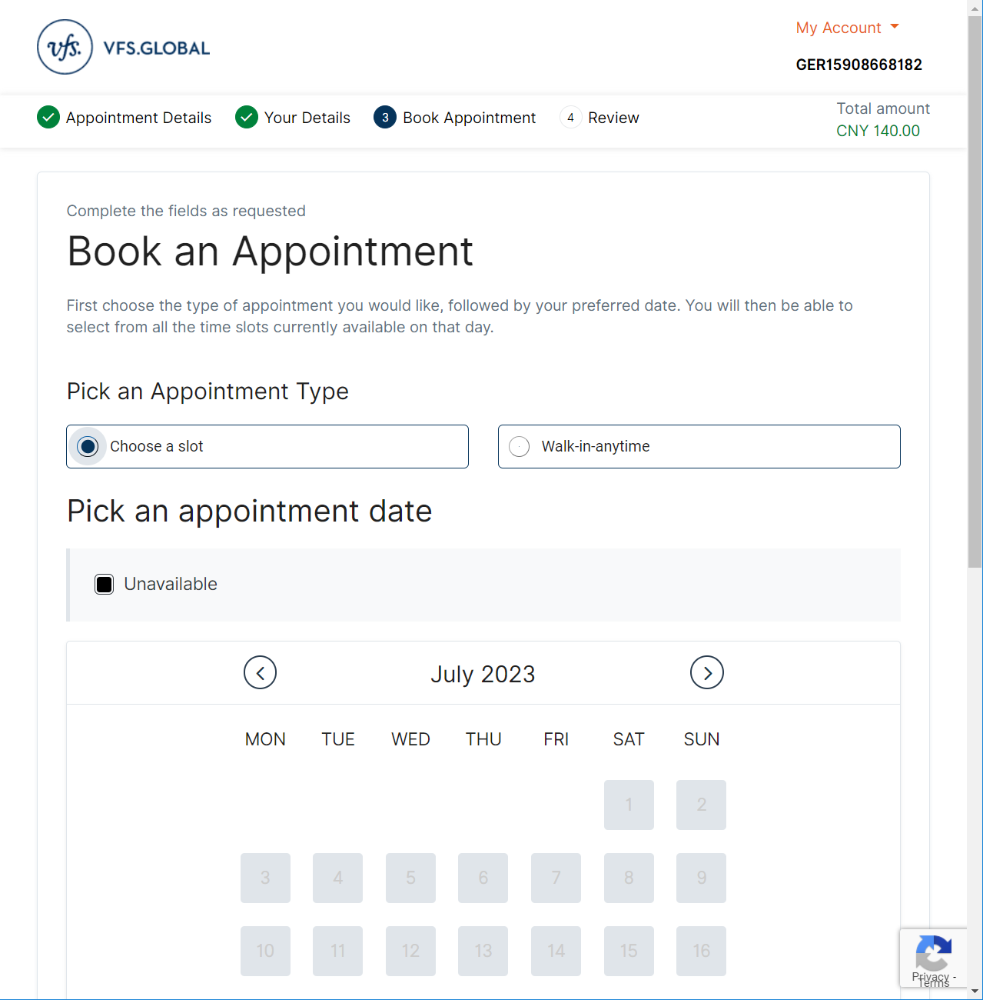 vfs. VFS.GLOBAL
My Account
GER15908668182
Appointment Details
Your Details
3 Book Appointment
4 Review
Total amount
CNY 140.00
Complete the fields as requested
Book an Appointment
First choose the type of appointment you would like, followed by your preferred date. You will then be able to
select from all the time slots currently available on that day.
Pick an Appointment Type
Choose a slot
Walk-in-anytime
Pick an appointment date
Unavailable
July 2023
MON TUE WED THU FRI SAT SUN
1 2
3 4 5 6 7 8 9
10 11 12 13 14 15 16
Privacy -
Terms